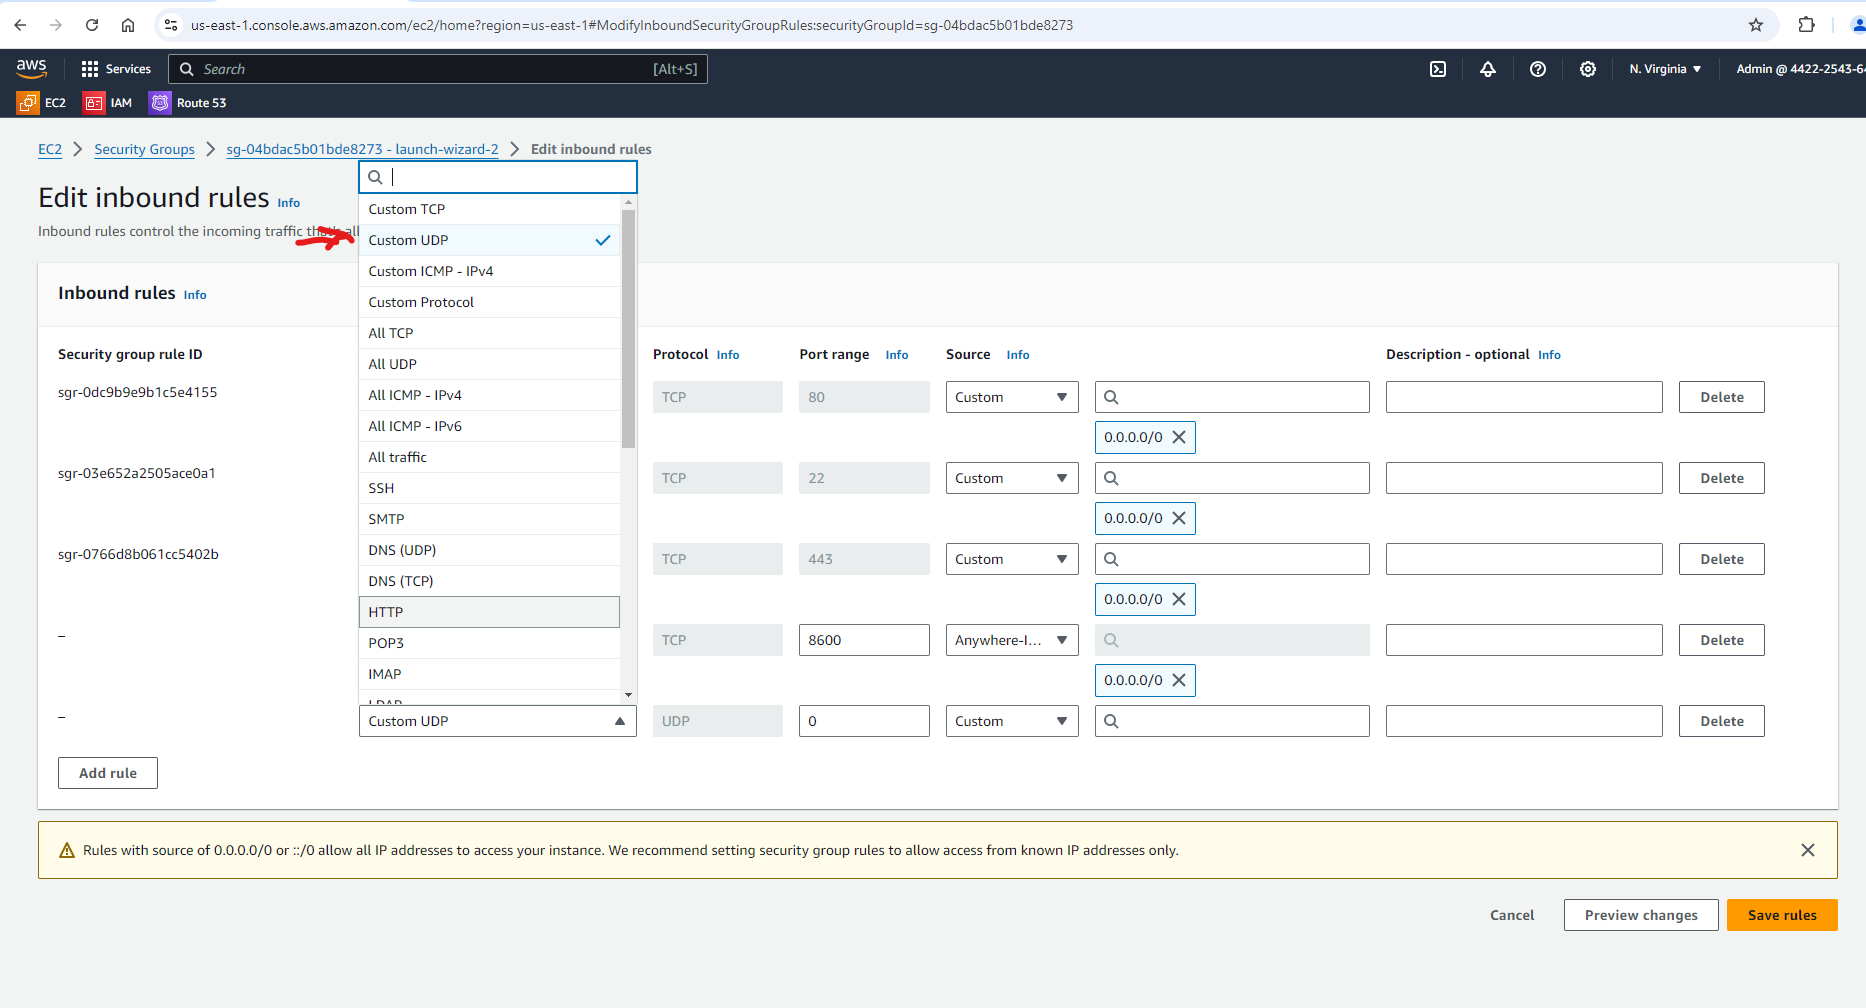 us-east-1.console.aws.amazon.com/ec2/home?region=us-east-1#ModifyInboundSecurityGroupRules:securityGroupId=sg-04bdac5b01bde8273
aws Services Search [Alt+S] N. Virginia Admin @ 4422-2543-64
EC2 IAM Route 53
EC2 Security Groups sg-04bdac5b01bde8273 - launch-wizard-2 Edit inbound rules
Edit inbound rules Info
Inbound rules control the incoming traffic that's all
Custom TCP
Custom UDP
Custom ICMP - IPv4
Custom Protocol
All TCP
All UDP
All ICMP - IPv4
All ICMP - IPv6
All traffic
SSH
SMTP
DNS (UDP)
DNS (TCP)
HTTP
POP3
IMAP
LDAP
Inbound rules Info
Security group rule ID Protocol Info Port range Info Source Info Description - optional Info
sgr-0dc9b9e9b1c5e4155 TCP 80 Custom Delete
0.0.0.0/0
sgr-03e652a2505ace0a1 TCP 22 Custom Delete
0.0.0.0/0
sgr-0766d8b061cc5402b TCP 443 Custom Delete
0.0.0.0/0
– TCP 8600 Anywhere-I... Delete
0.0.0.0/0
– Custom UDP UDP 0 Custom Delete
Add rule
Rules with source of 0.0.0.0/0 or ::/0 allow all IP addresses to access your instance. We recommend setting security group rules to allow access from known IP addresses only.
Cancel Preview changes Save rules